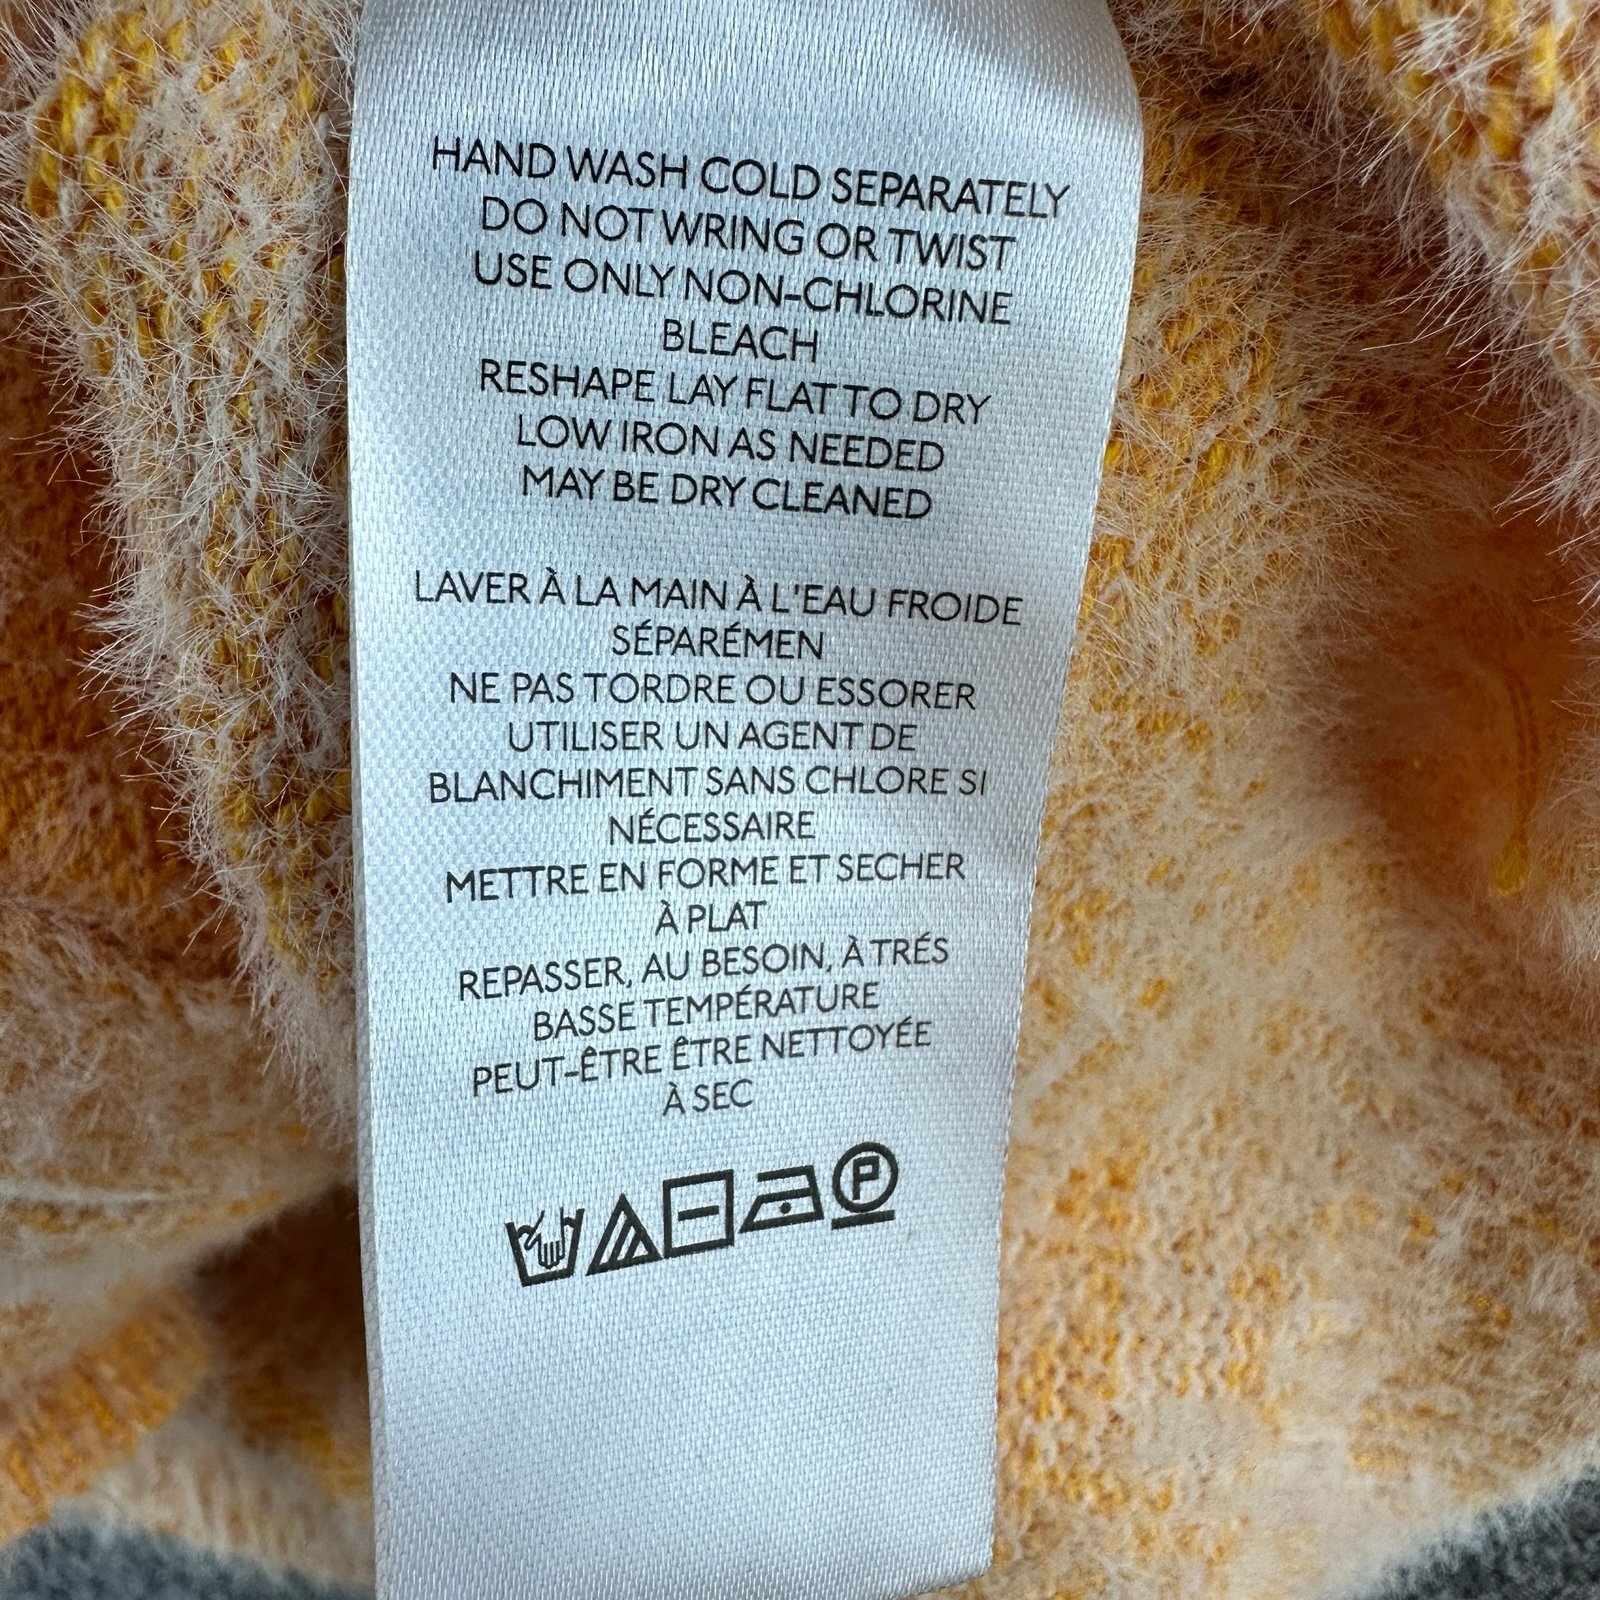 HAND WASH COLD SEPARATELY
DO NOT WRING OR TWIST
USE ONLY NON-CHLORINE
BLEACH
RESHAPE LAY FLAT TO DRY
LOW IRON AS NEEDED
MAY BE DRY CLEANED
LAVER À LA MAIN À L'EAU FROIDE
SÉPARÉMEN
NE PAS TORDRE OU ESSORER
UTILISER UN AGENT DE
BLANCHIMENT SANS CHLORE SI
NÉCESSAIRE
METTRE EN FORME ET SECHER
À PLAT
REPASSER, AU BESOIN, À TRÉS
BASSE TEMPÉRATURE
PEUT-ÊTRE ÊTRE NETTOYÉE
À SEC
P